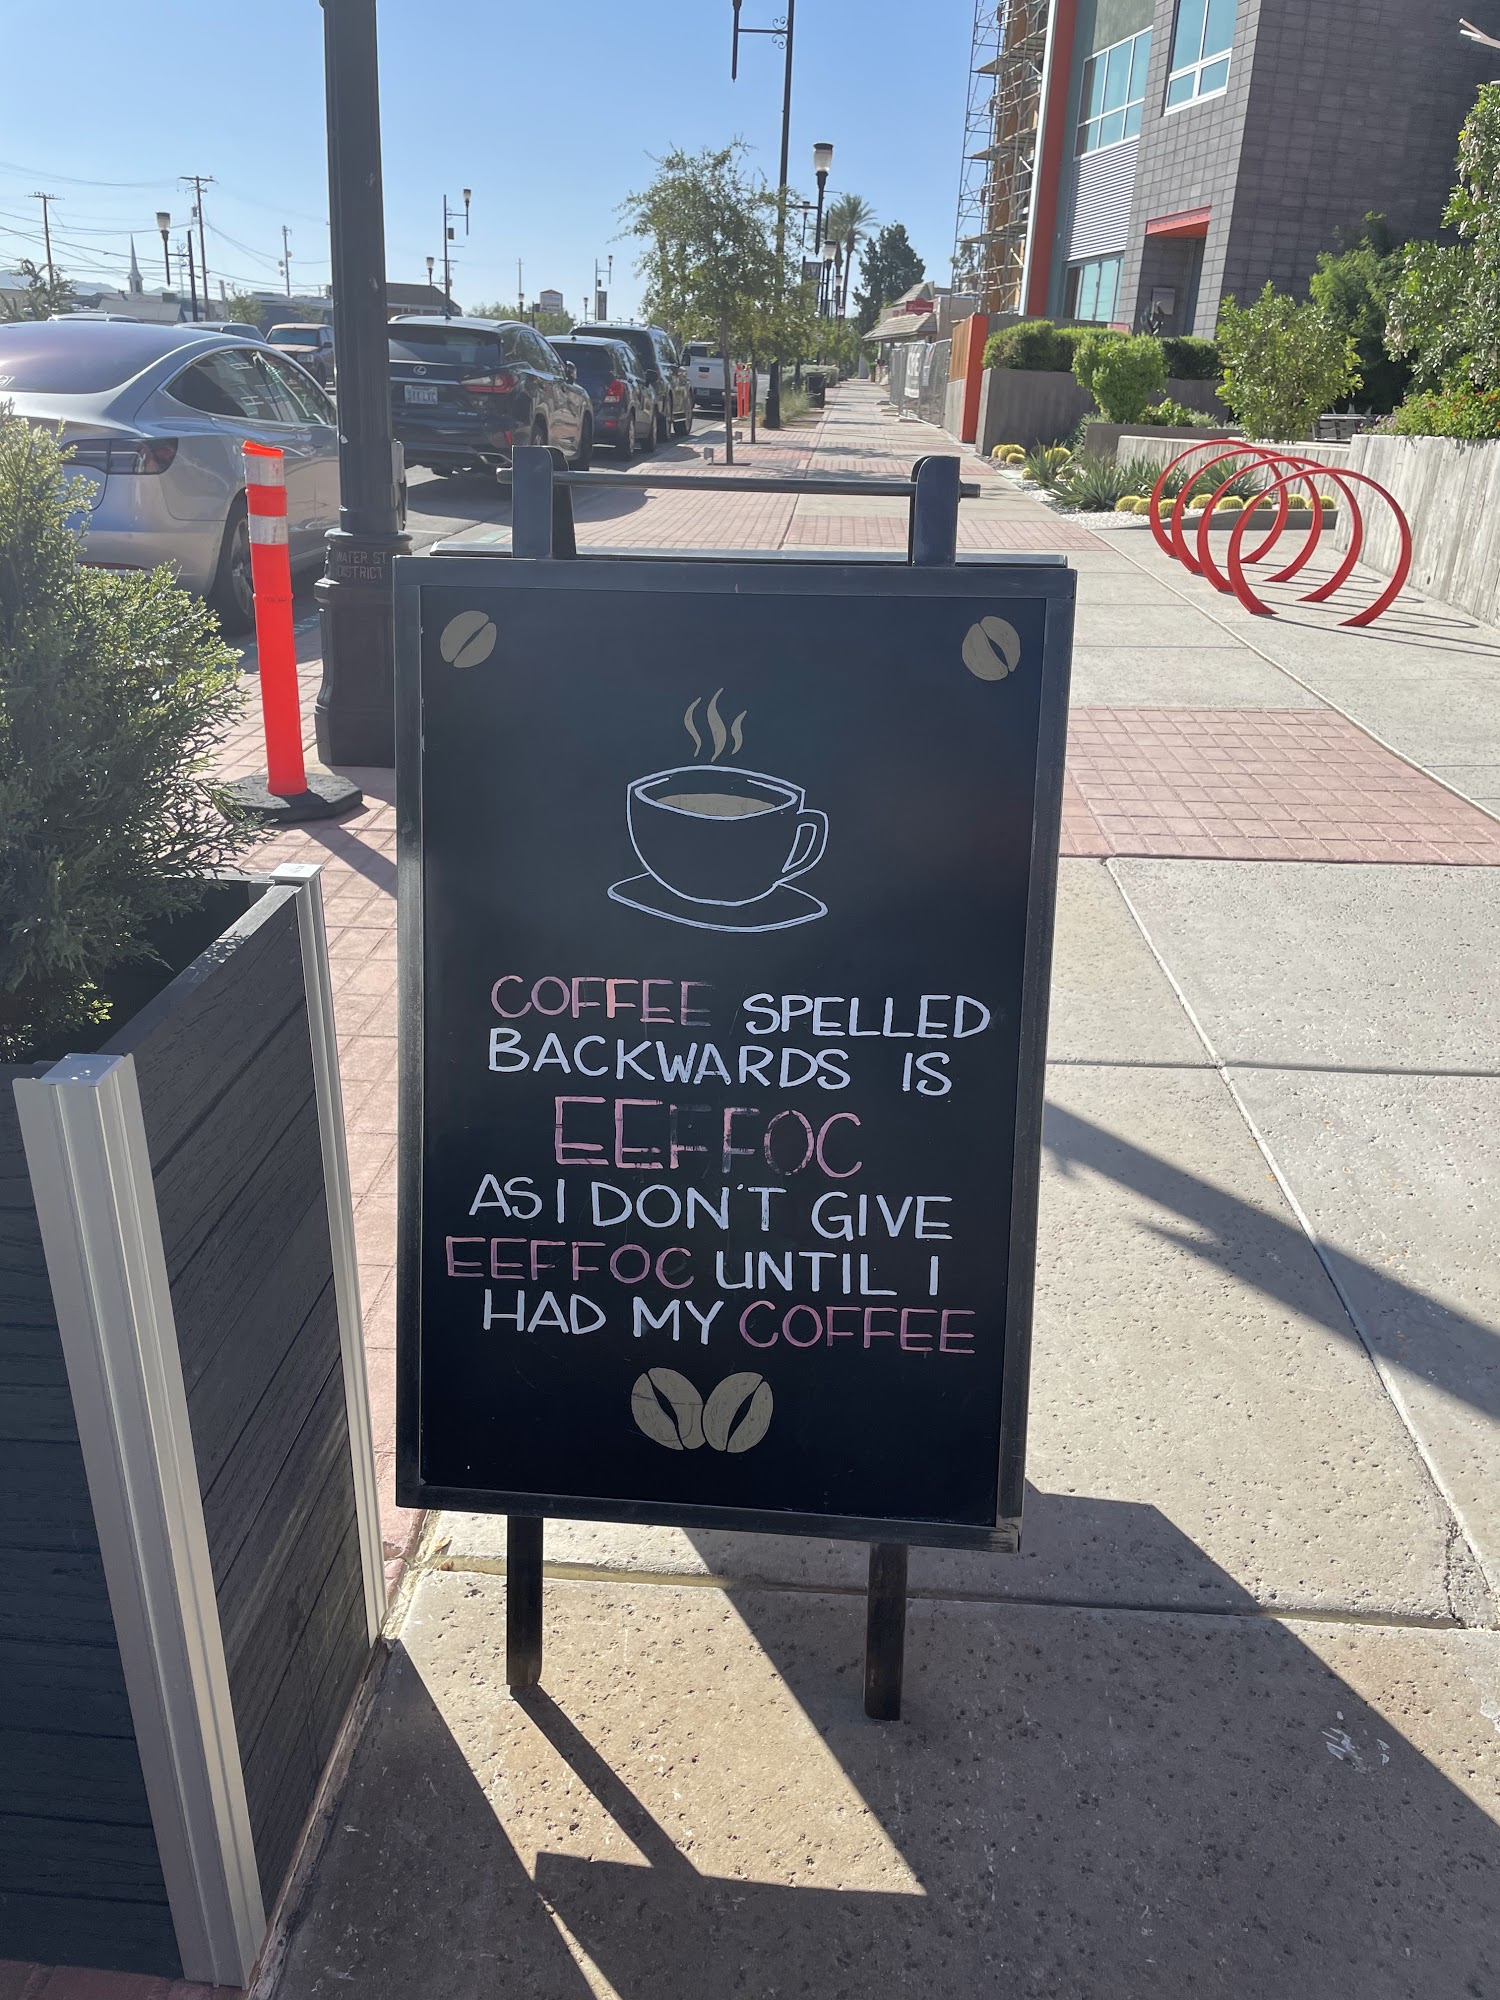 WATER ST
DISTRICT
COFFEE SPELLED
BACKWARDS IS
EEFFOC
AS I DON'T GIVE
EEFFOC UNTIL I
HAD MY COFFEE